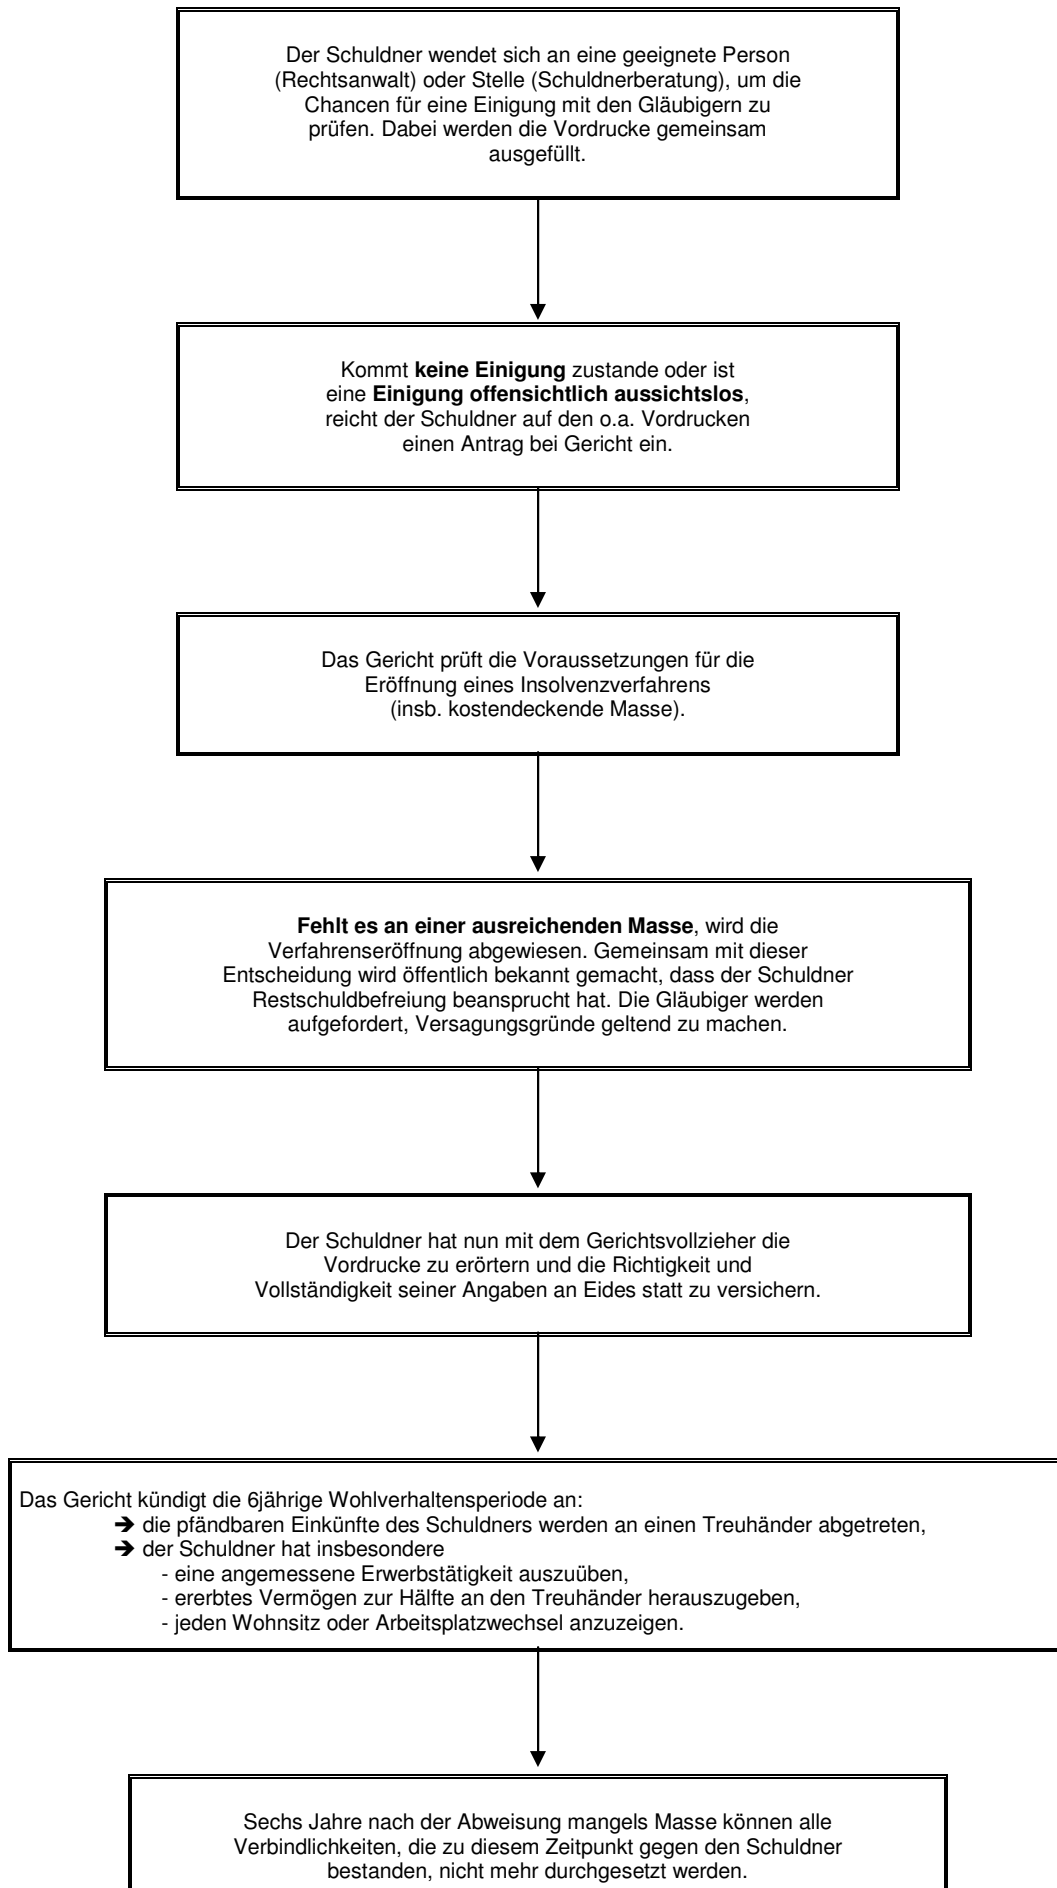 Der Schuldner wendet sich an eine geeignete Person
(Rechtsanwalt) oder Stelle (Schuldnerberatung), um die
Chancen für eine Einigung mit den Gläubigern zu
prüfen. Dabei werden die Vordrucke gemeinsam
ausgefüllt.
Kommt keine Einigung zustande oder ist
eine Einigung offensichtlich aussichtslos,
reicht der Schuldner auf den o.a. Vordrucken
einen Antrag bei Gericht ein.
Das Gericht prüft die Voraussetzungen für die
Eröffnung eines Insolvenzverfahrens
(insb. kostendeckende Masse).
Fehlt es an einer ausreichenden Masse, wird die
Verfahrenseröffnung abgewiesen. Gemeinsam mit dieser
Entscheidung wird öffentlich bekannt gemacht, dass der Schuldner
Restschuldbefreiung beansprucht hat. Die Gläubiger werden
aufgefordert, Versagungsgründe geltend zu machen.
Der Schuldner hat nun mit dem Gerichtsvollzieher die
Vordrucke zu erörtern und die Richtigkeit und
Vollständigkeit seiner Angaben an Eides statt zu versichern.
Das Gericht kündigt die 6jährige Wohlverhaltensperiode an:
➔ die pfändbaren Einkünfte des Schuldners werden an einen Treuhänder abgetreten,
➔ der Schuldner hat insbesondere
- eine angemessene Erwerbstätigkeit auszuüben,
- ererbtes Vermögen zur Hälfte an den Treuhänder herauszugeben,
- jeden Wohnsitz oder Arbeitsplatzwechsel anzuzeigen.
Sechs Jahre nach der Abweisung mangels Masse können alle
Verbindlichkeiten, die zu diesem Zeitpunkt gegen den Schuldner
bestanden, nicht mehr durchgesetzt werden.